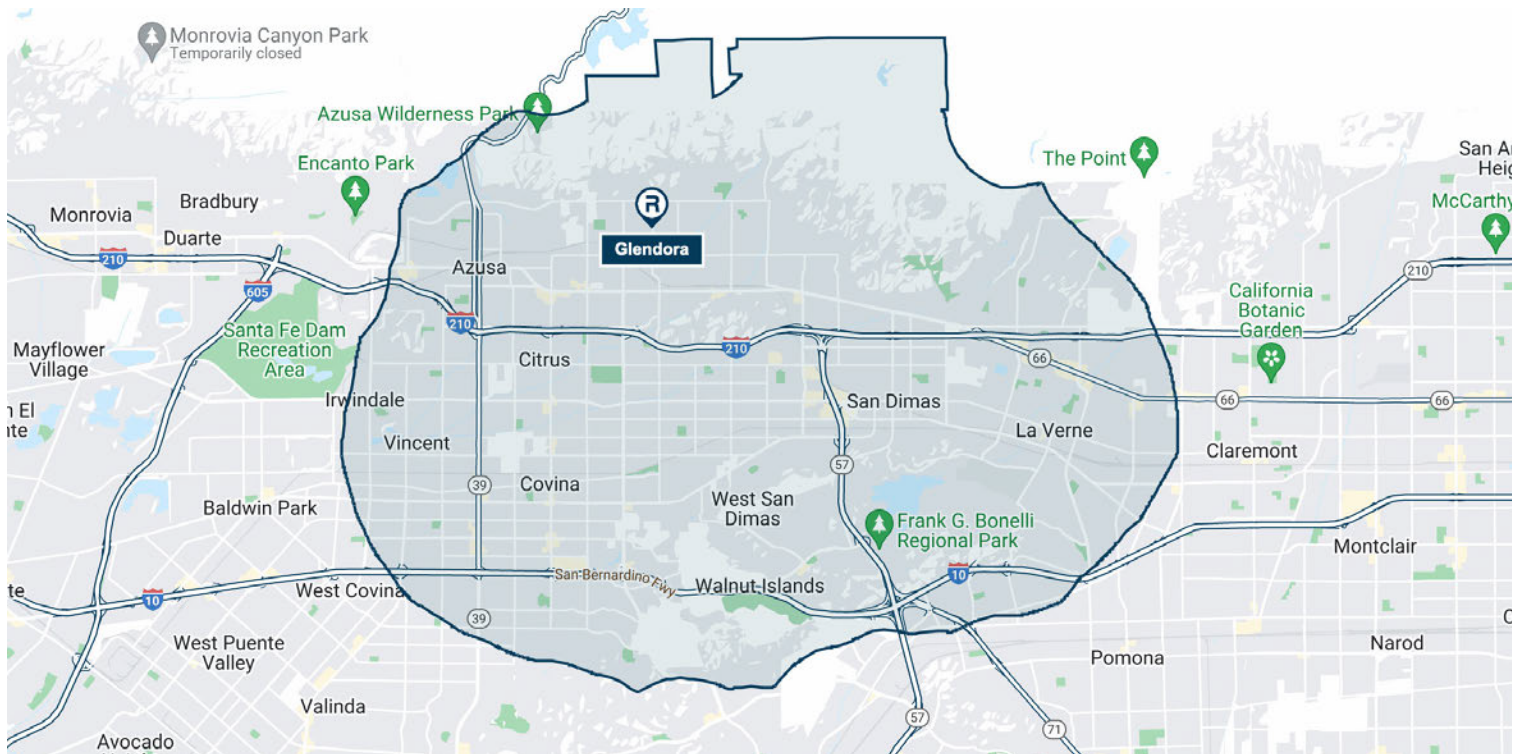 Monrovia Canyon Park
Temporarily closed
Azusa Wilderness Park
Encanto Park
The Point
San A
Heig
McCarthy
Bradbury
Monrovia
Duarte
R
Glendora
210
605
Azusa
210
California
Botanic
Garden
Santa Fe Dam
Recreation
Area
210
Mayflower
Village
Citrus
210
66
Irwindale
San Dimas
66
66
n El
nte
Vincent
La Verne
Claremont
39
Covina
57
West San
Dimas
Baldwin Park
Frank G. Bonelli
Regional Park
Montclair
te
10
West Covina
San Bernardino Fwy
Walnut Islands
10
39
West Puente
Valley
Pomona
Narod
C
Valinda
57
71
Avocado